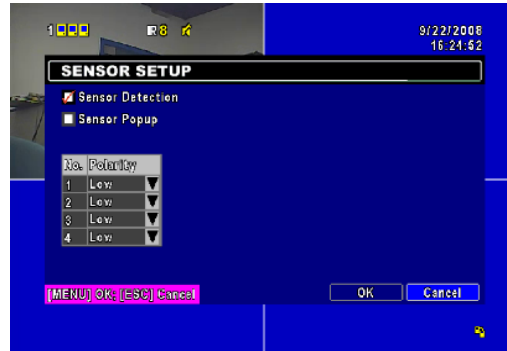 1 R8 9/22/2008
16:24:52
SENSOR SETUP
Sensor Detection
Sensor Popup
No. Polarity
1 Low
2 Low
3 Low
4 Low
[MENU] OK; [ESC] Cancel OK Cancel